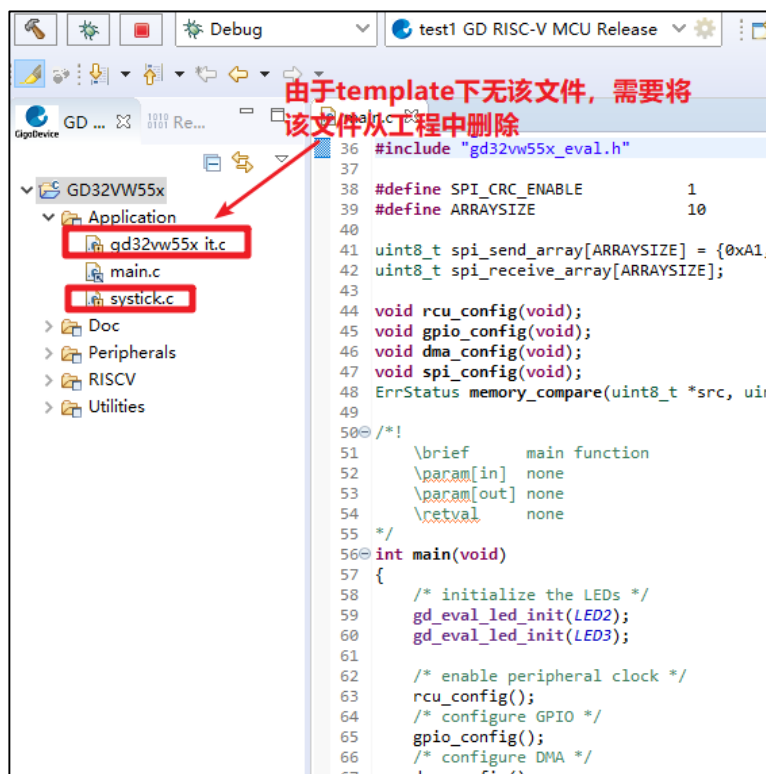 Debug
test1 GD RISC-V MCU Release
由于template下无该文件，需要将
该文件从工程中删除
GigaDevice
GD ...
Re...
main.c
GD32VW55x
Application
gd32vw55x_it.c
main.c
systick.c
Doc
Peripherals
RISCV
Utilities
36 #include "gd32vw55x_eval.h"
37
38 #define SPI_CRC_ENABLE 1
39 #define ARRAYSIZE 10
40
41 uint8_t spi_send_array[ARRAYSIZE] = {0xA1,
42 uint8_t spi_receive_array[ARRAYSIZE];
43
44 void rcu_config(void);
45 void gpio_config(void);
46 void dma_config(void);
47 void spi_config(void);
48 ErrStatus memory_compare(uint8_t *src, ui
49
50 /*!
51 \brief main function
52 \param[in] none
53 \param[out] none
54 \retval none
55 */
56 int main(void)
57 {
58 /* initialize the LEDs */
59 gd_eval_led_init(LED2);
60 gd_eval_led_init(LED3);
61
62 /* enable peripheral clock */
63 rcu_config();
64 /* configure GPIO */
65 gpio_config();
66 /* configure DMA */